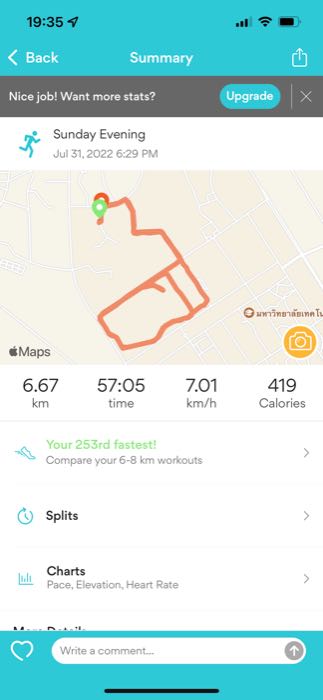 19:35
Back
Summary
Nice job! Want more stats?
Upgrade
Sunday Evening
Jul 31, 2022 6:29 PM
มหาวิทยาลัยเทคโน
Maps
6.67
57:05
7.01
419
km
time
km/h
Calories
Your 253rd fastest!
Compare your 6-8 km workouts
Splits
Charts
Pace, Elevation, Heart Rate
More Details
Write a comment...